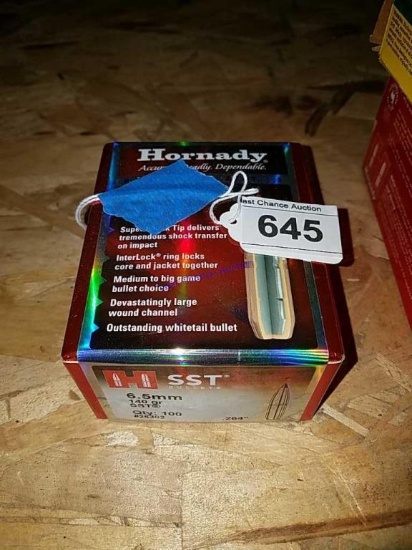 Hornady
Accurate. Deadly. Dependable.
Last Chance Auction
645
Tip delivers
tremendous shock transfer
on impact
InterLock® ring locks
core and jacket together
Medium to big game
bullet choice
Devastatingly large
wound channel
Outstanding whitetail bullet
H SST
6.5mm
140 gr
Qty: 100
.264"